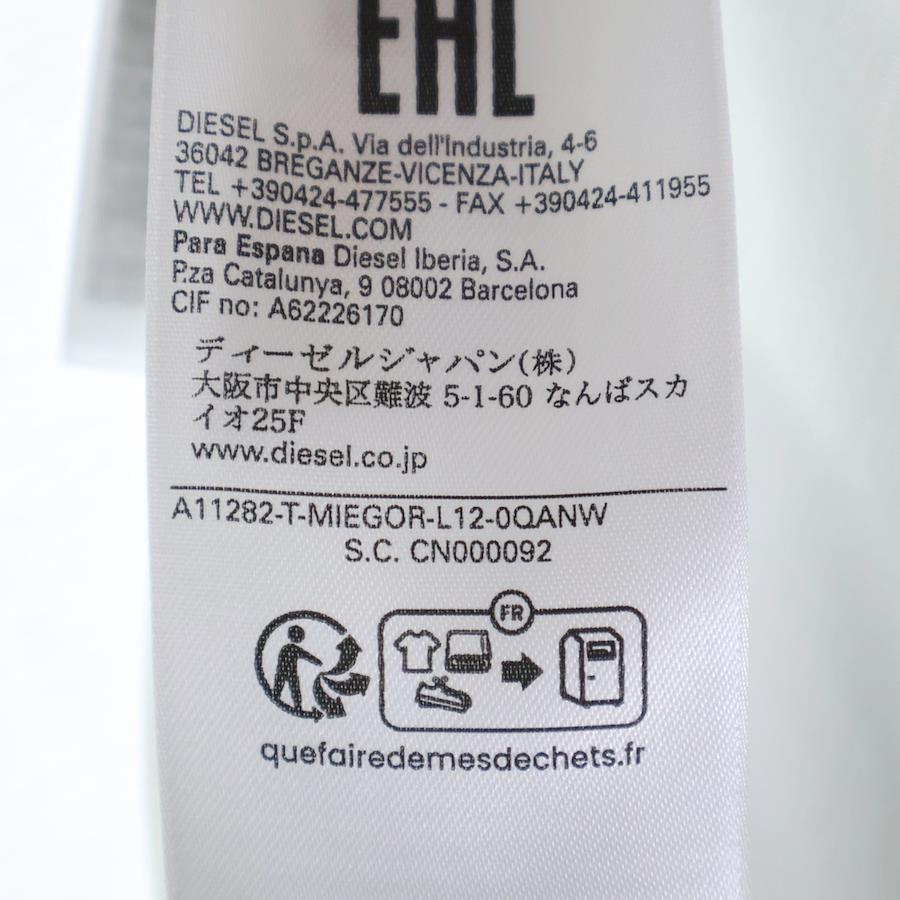 EAC
DIESEL S.p.A. Via dell'Industria, 4-6
36042 BREGANZE-VICENZA-ITALY
TEL +390424-477555 - FAX +390424-411955
WWW.DIESEL.COM
Para Espana Diesel Iberia, S.A.
P.za Catalunya, 9 08002 Barcelona
CIF no: A62226170
ディーゼルジャパン(株)
大阪市中央区難波 5-1-60 なんばスカ
イオ25F
www.diesel.co.jp
A11282-T-MIEGOR-L12-0QANW
S.C. CN000092
FR
quefairedemesdechets.fr